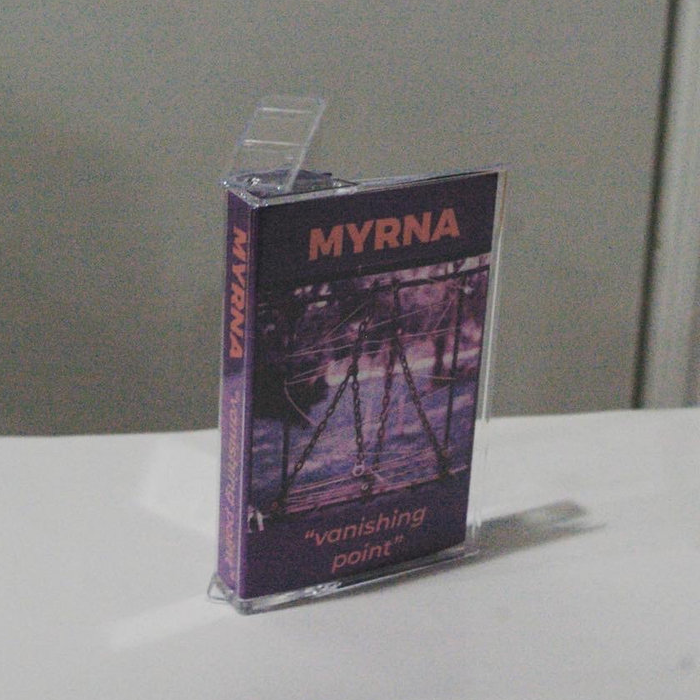 MYRNA
"vanishing
point"
MYRNA
"vanishing point"